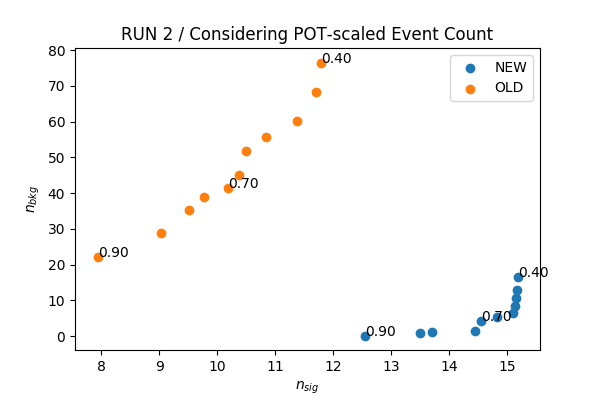 RUN 2 / Considering POT-scaled Event Count
80
70
60
50
40
30
20
10
0
n_bkg
0.40
0.70
0.90
NEW
OLD
0.40
0.70
0.90
8 9 10 11 12 13 14 15
n_sig